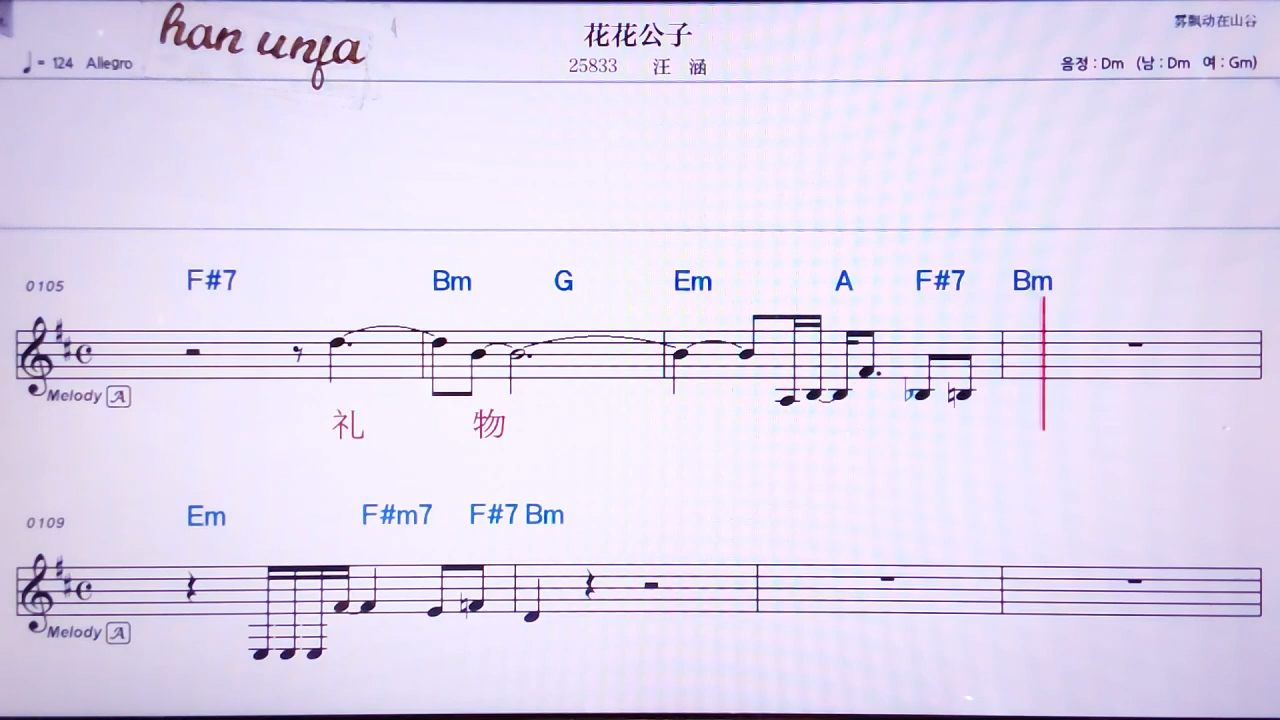 han unfa
花花公子
雾飘动在山谷
♩= 124 Allegro
25833 汪 涵
음정 : Dm (남 : Dm 여 : Gm)
0105 F#7 Bm G Em A F#7 Bm
Melody A
礼 物
0109 Em F#m7 F#7 Bm
Melody A